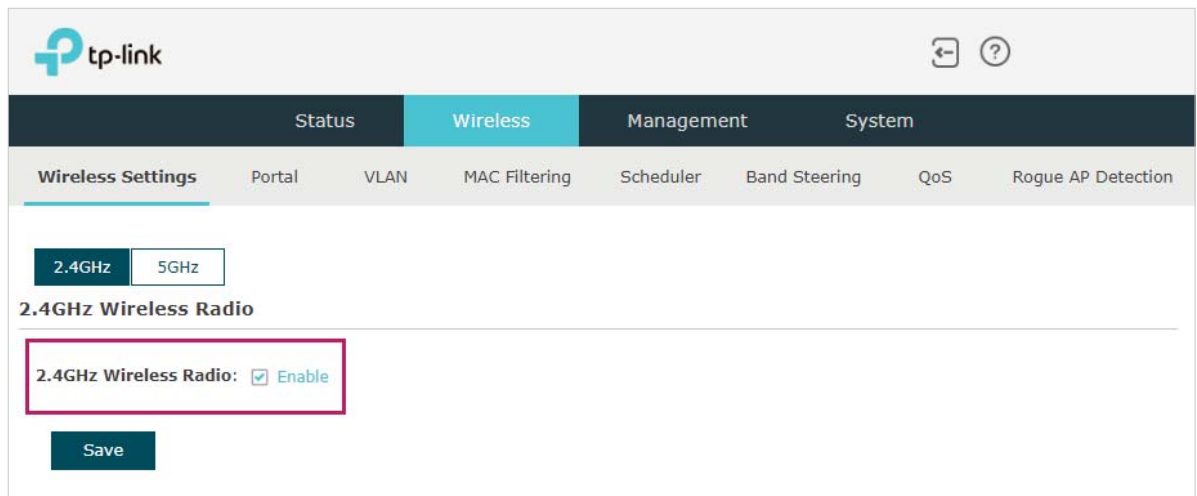 tp-link
Status Wireless Management System
Wireless Settings Portal VLAN MAC Filtering Scheduler Band Steering QoS Rogue AP Detection
2.4GHz 5GHz
2.4GHz Wireless Radio
2.4GHz Wireless Radio: Enable
Save